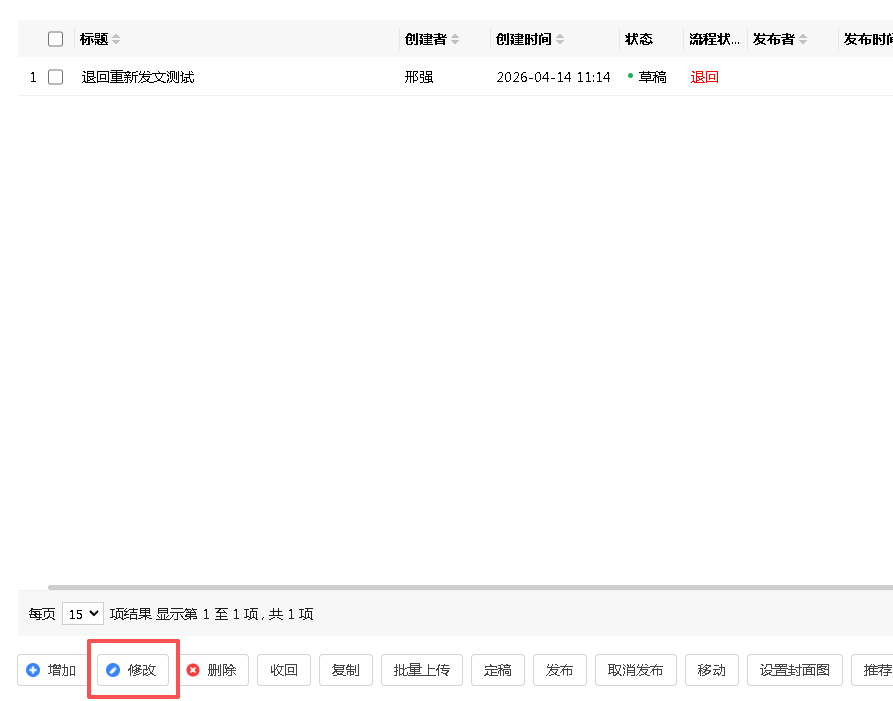 标题 创建者 创建时间 状态 流程状... 发布者 发布时间
1 退回重新发文测试 邢强 2026-04-14 11:14 草稿 退回
每页 15 项结果 显示第 1 至 1 项 , 共 1 项
增加 修改 删除 收回 复制 批量上传 定稿 发布 取消发布 移动 设置封面图 推荐